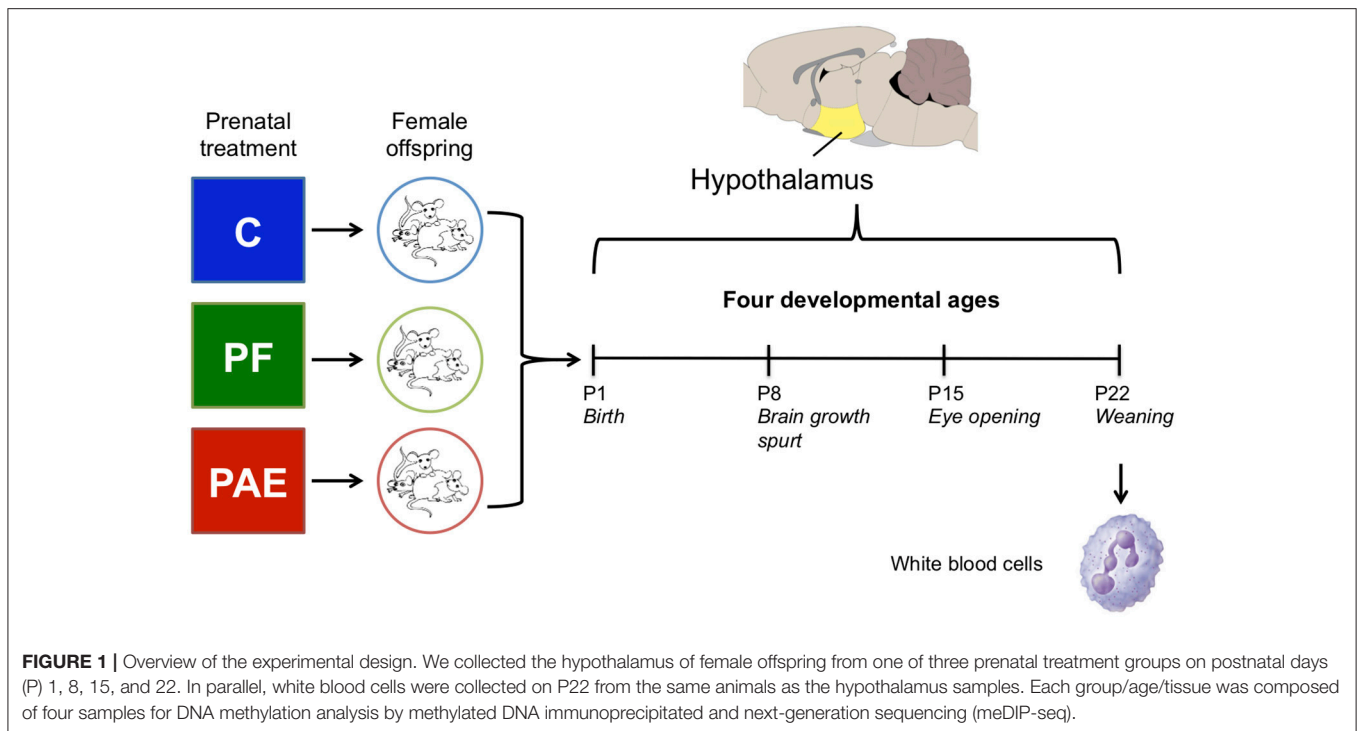 Prenatal
treatment
Female
offspring
C
PF
PAE
Hypothalamus
Four developmental ages
P1
Birth
P8
Brain growth
spurt
P15
Eye opening
P22
Weaning
White blood cells
FIGURE 1 | Overview of the experimental design. We collected the hypothalamus of female offspring from one of three prenatal treatment groups on postnatal days
(P) 1, 8, 15, and 22. In parallel, white blood cells were collected on P22 from the same animals as the hypothalamus samples. Each group/age/tissue was composed
of four samples for DNA methylation analysis by methylated DNA immunoprecipitated and next-generation sequencing (meDIP-seq).